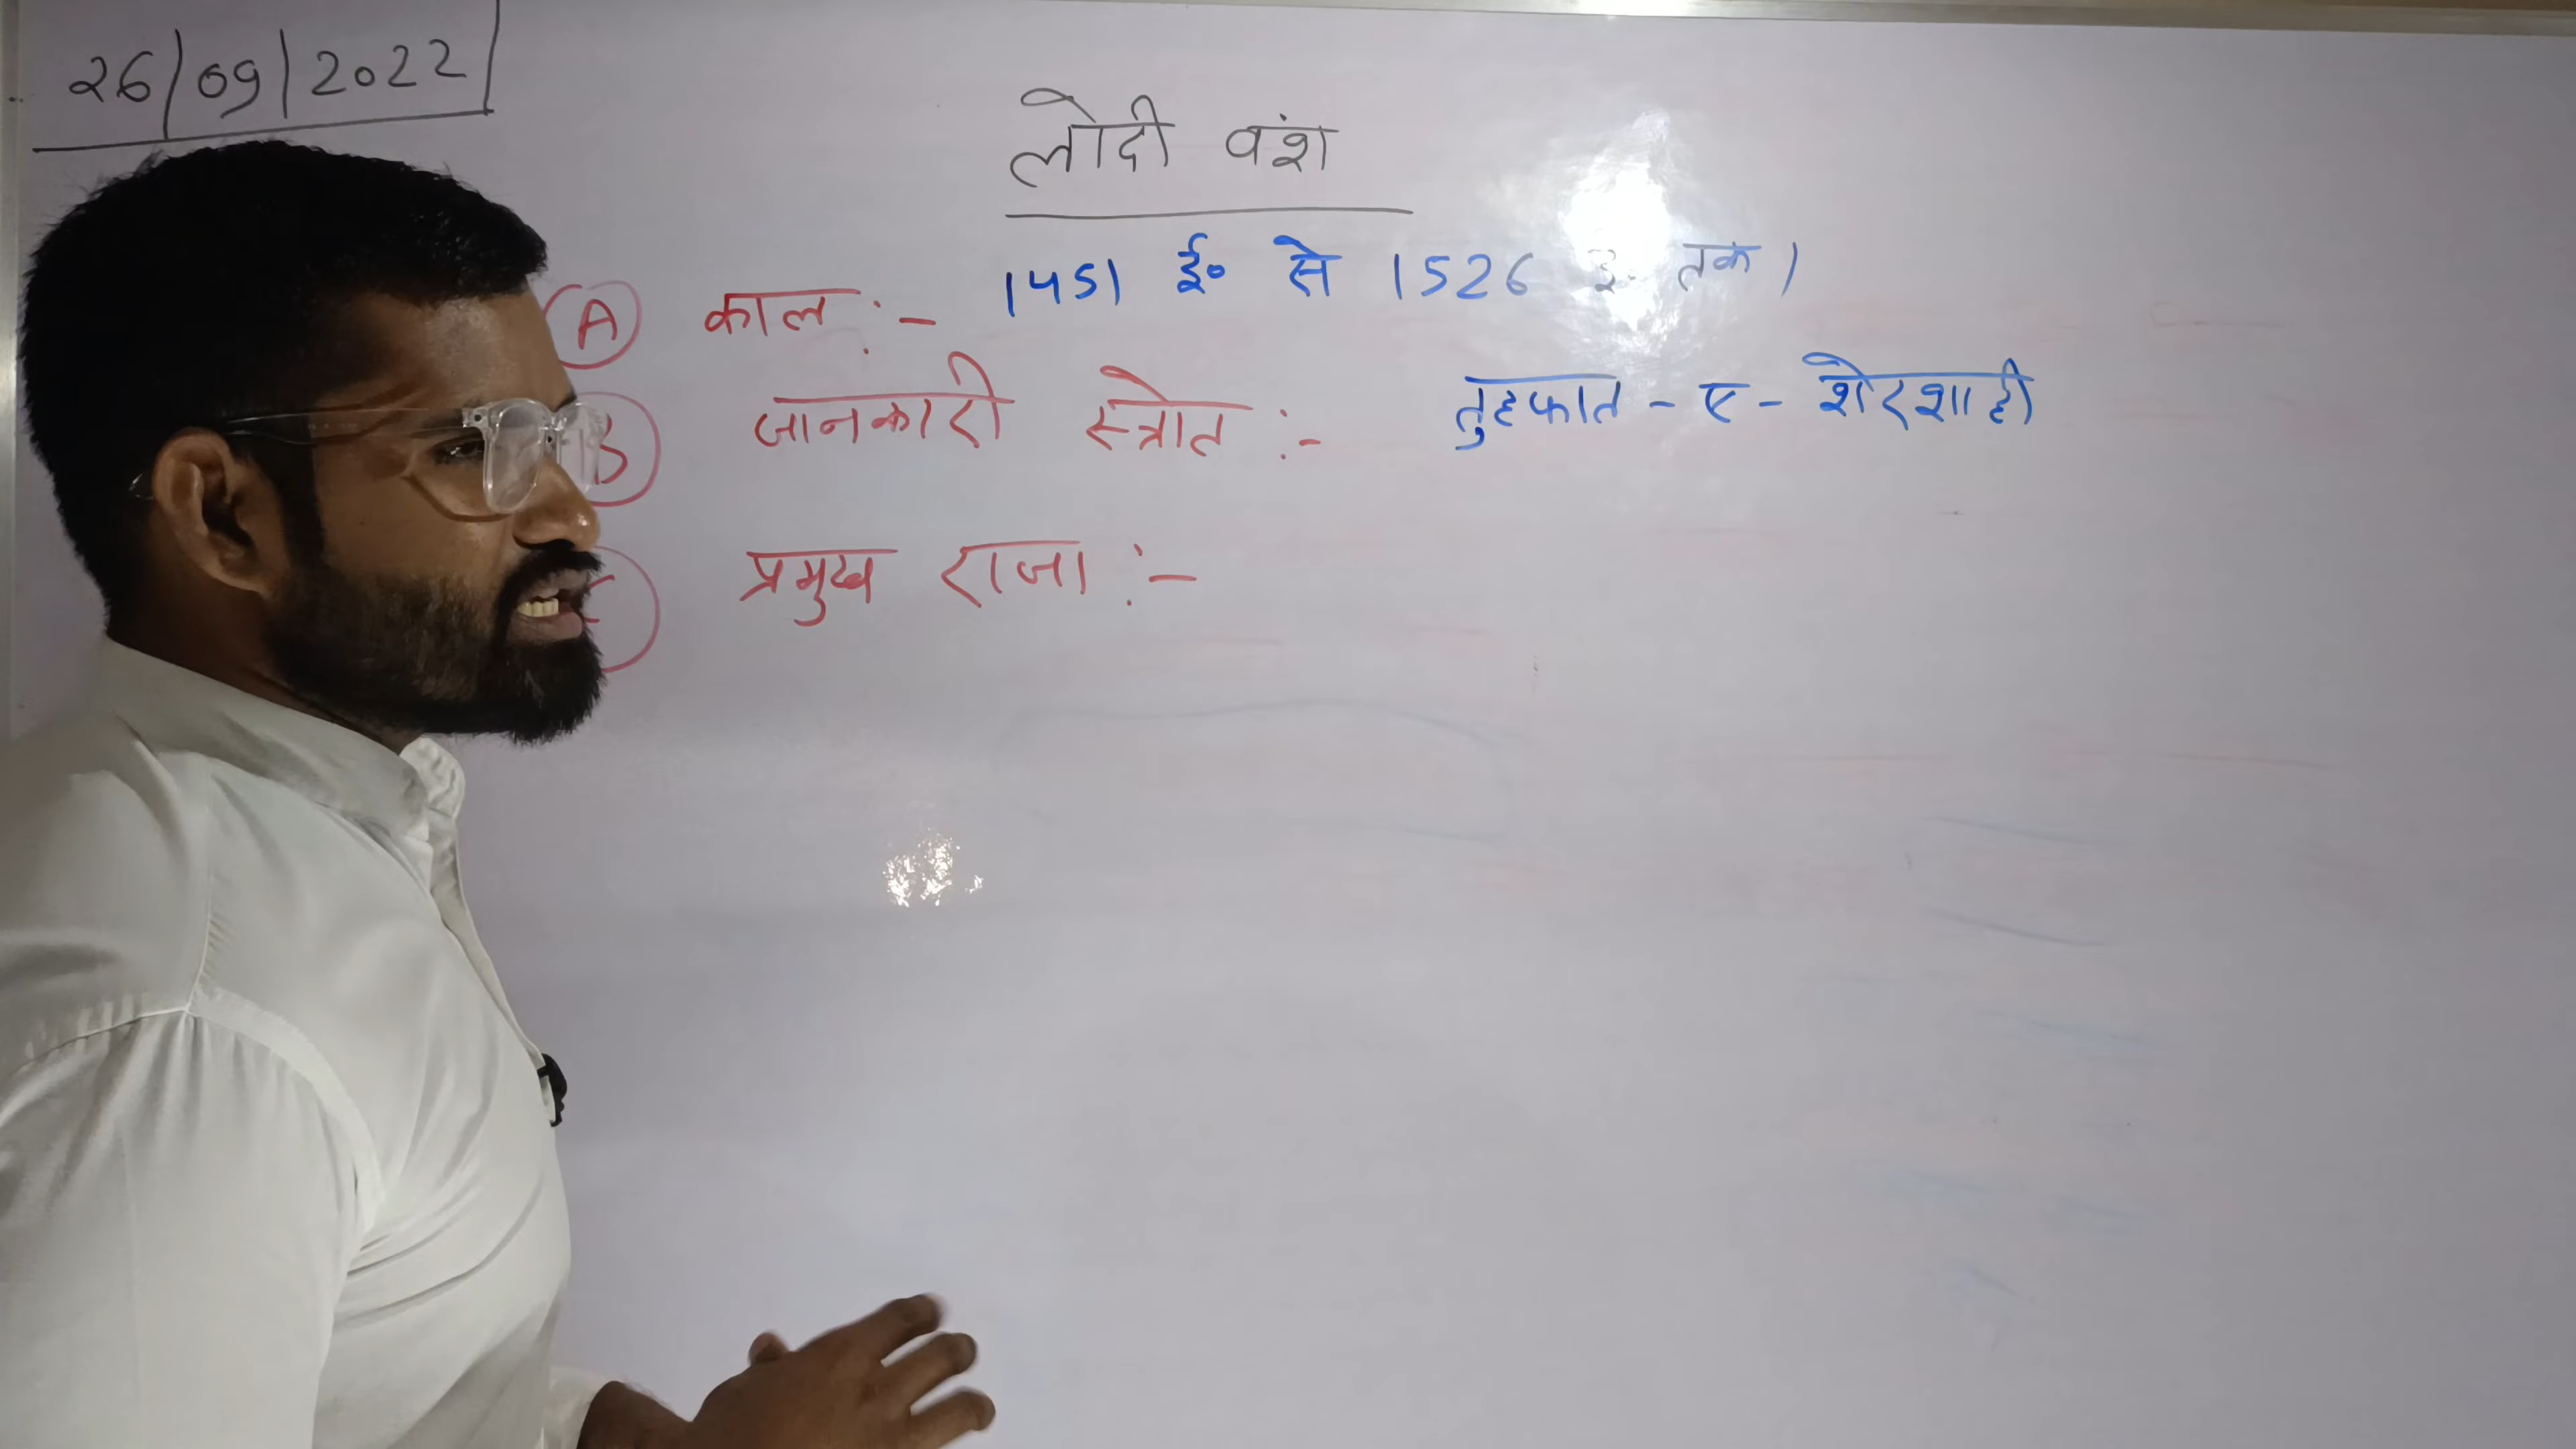 26/09/2022
लोदी वंश
A काल :- 1451 ई० से 1526 ई० तक।
B जानकारी स्त्रोत :- तुहफात - ए - शेरशाही
प्रमुख राजा :-